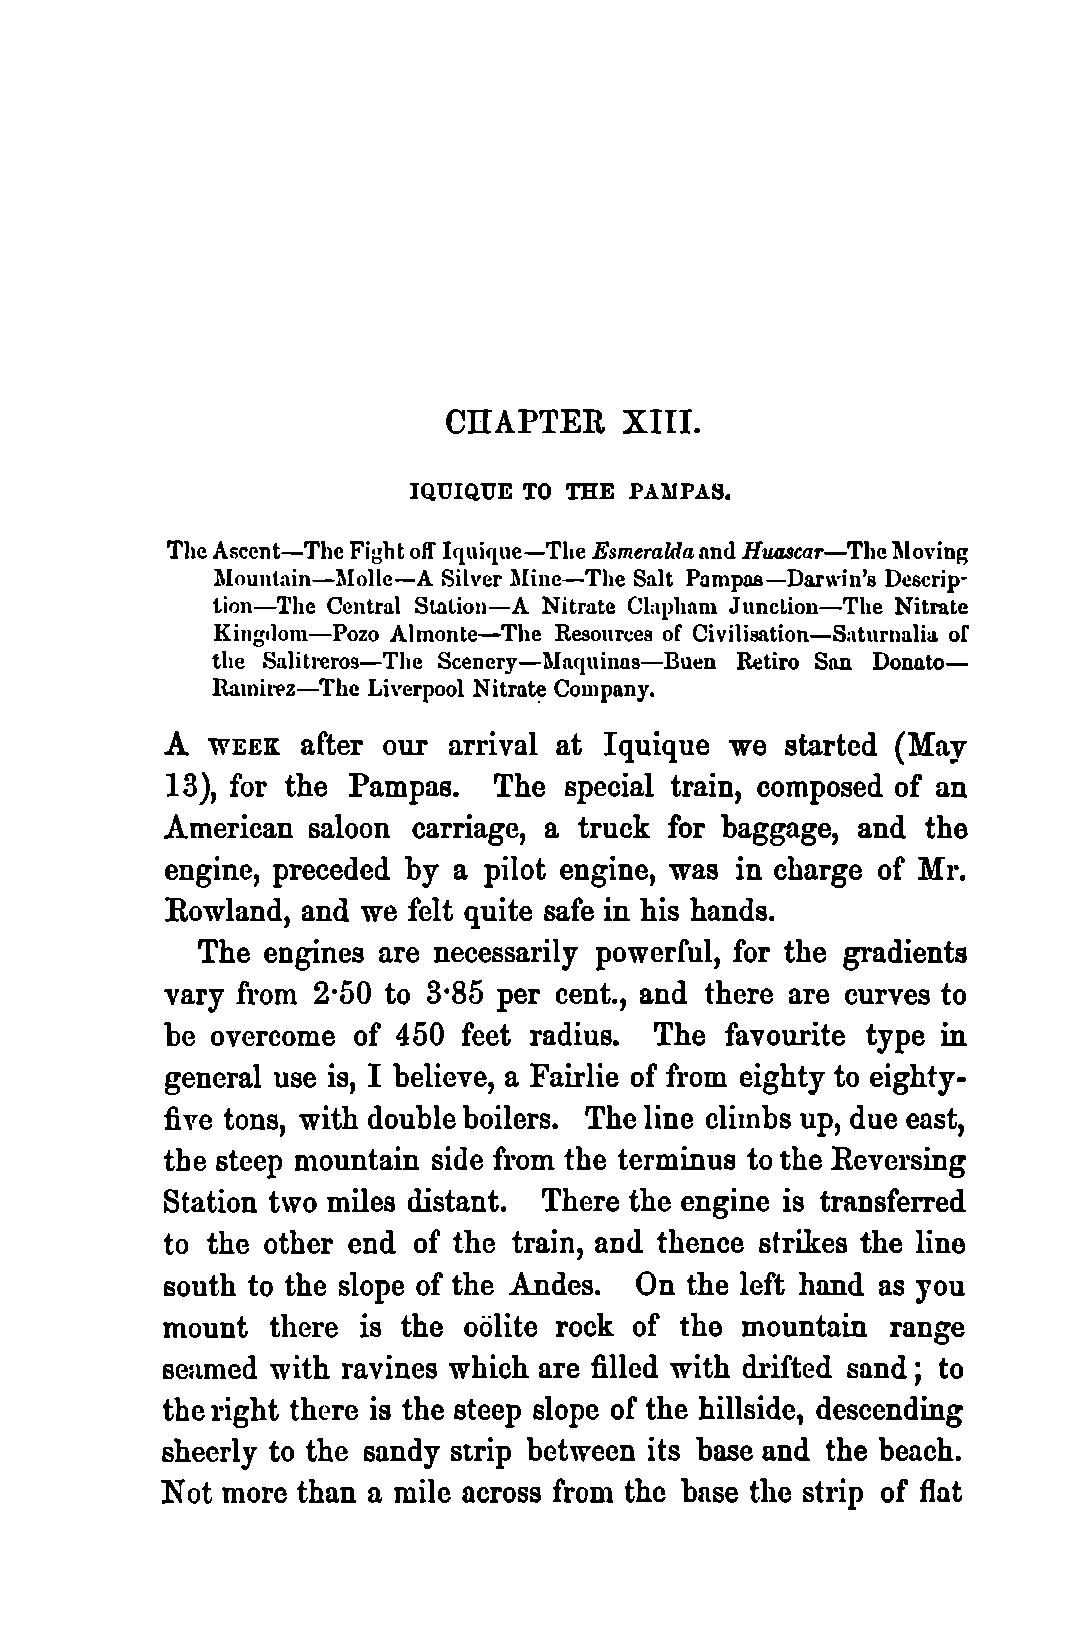 CHAPTER XIII.
IQUIQUE TO THE PAMPAS.
The Ascent—The Fight off Iquique—The Esmeralda and Huascar—The Moving
Mountain—Molle—A Silver Mine—The Salt Pampas—Darwin's Descrip-
tion—The Central Station—A Nitrate Clapham Junction—The Nitrate
Kingdom—Pozo Almonte—The Resources of Civilisation—Saturnalia of
the Salitreros—The Scenery—Maquinas—Buen Retiro San Donato—
Ramirez—The Liverpool Nitrate Company.
A WEEK after our arrival at Iquique we started (May
13), for the Pampas. The special train, composed of an
American saloon carriage, a truck for baggage, and the
engine, preceded by a pilot engine, was in charge of Mr.
Rowland, and we felt quite safe in his hands.
The engines are necessarily powerful, for the gradients
vary from 2·50 to 3·85 per cent., and there are curves to
be overcome of 450 feet radius. The favourite type in
general use is, I believe, a Fairlie of from eighty to eighty-
five tons, with double boilers. The line climbs up, due east,
the steep mountain side from the terminus to the Reversing
Station two miles distant. There the engine is transferred
to the other end of the train, and thence strikes the line
south to the slope of the Andes. On the left hand as you
mount there is the oölite rock of the mountain range
seamed with ravines which are filled with drifted sand; to
the right there is the steep slope of the hillside, descending
sheerly to the sandy strip between its base and the beach.
Not more than a mile across from the base the strip of flat